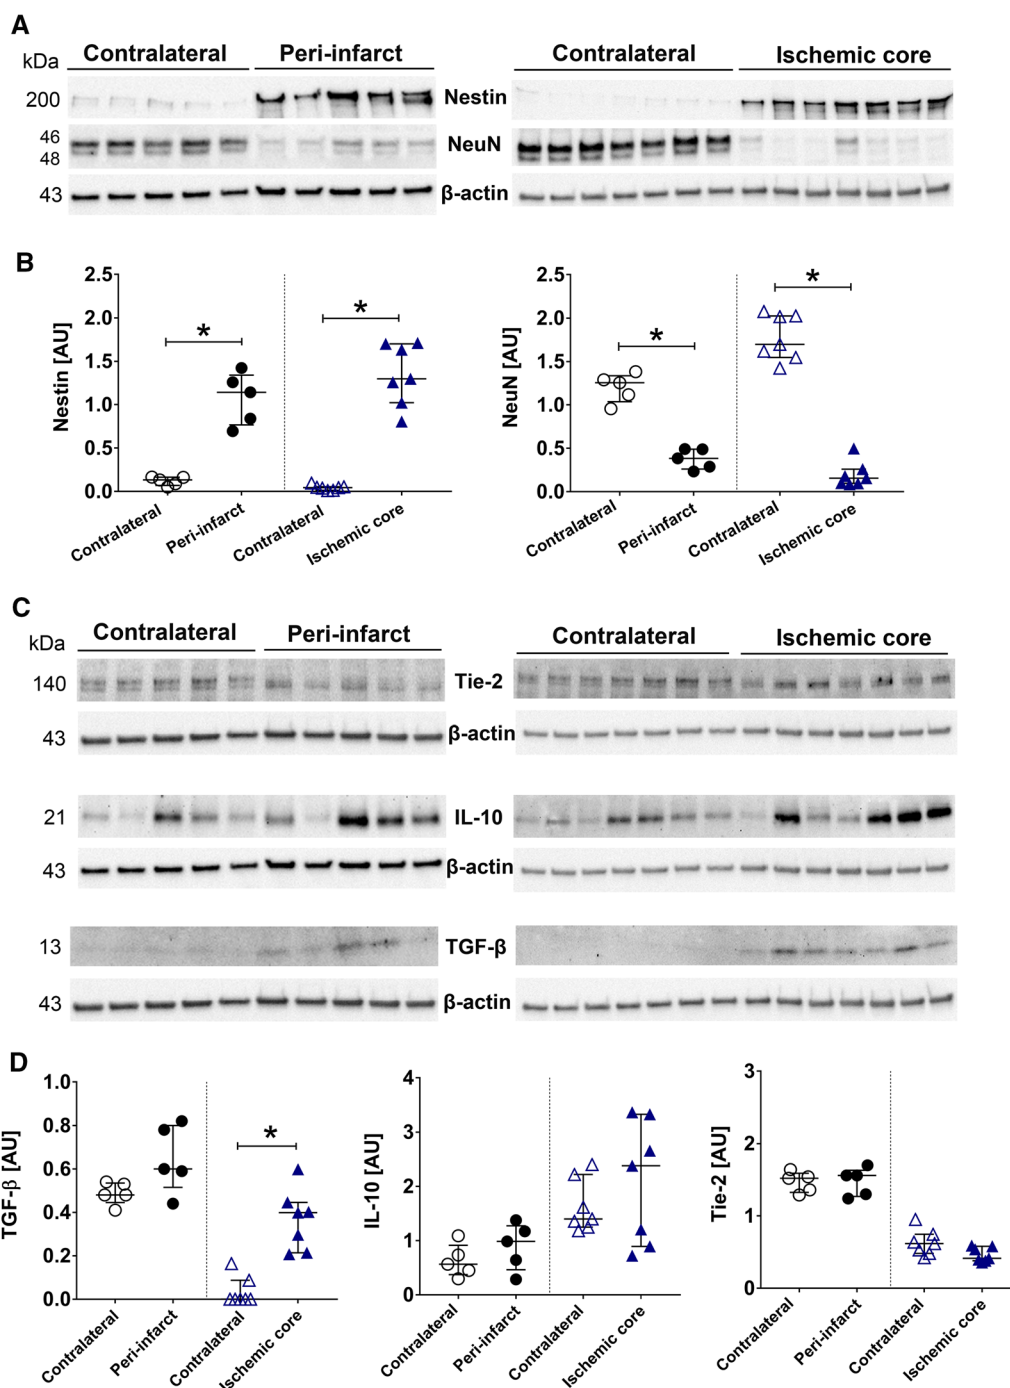 A
kDa
Contralateral Peri-infarct Contralateral Ischemic core
200 Nestin
46
48 NeuN
43 β-actin
B
Nestin [AU]
2.5
2.0
1.5
1.0
0.5
0.0
* *
Contralateral Peri-infarct Contralateral Ischemic core
NeuN [AU]
2.5
2.0
1.5
1.0
0.5
0.0
* *
Contralateral Peri-infarct Contralateral Ischemic core
C
kDa
Contralateral Peri-infarct Contralateral Ischemic core
140 Tie-2
43 β-actin
21 IL-10
43 β-actin
13 TGF-β
43 β-actin
D
TGF-β [AU]
1.0
0.8
0.6
0.4
0.2
0.0
*
Contralateral Peri-infarct Contralateral Ischemic core
IL-10 [AU]
4
3
2
1
0
Contralateral Peri-infarct Contralateral Ischemic core
Tie-2 [AU]
3
2
1
0
Contralateral Peri-infarct Contralateral Ischemic core